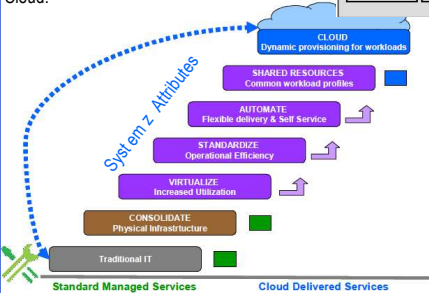 Cloud.
CLOUD
Dynamic provisioning for workloads
SHARED RESOURCES
Common workload profiles
System z Attributes
AUTOMATE
Flexible delivery & Self Service
STANDARDIZE
Operational Efficiency
VIRTUALIZE
Increased Utilization
CONSOLIDATE
Physical Infrastrtucture
Traditional IT
Standard Managed Services
Cloud Delivered Services